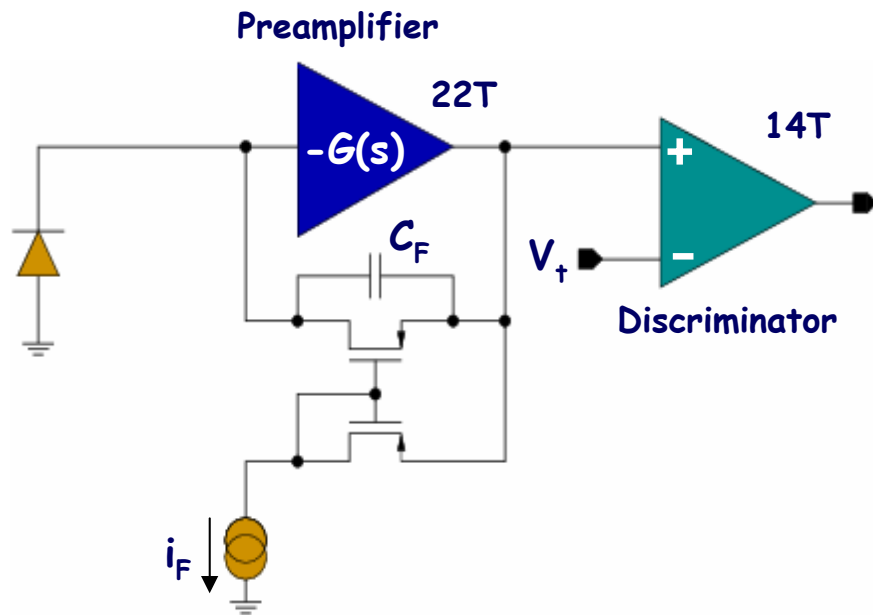 Preamplifier
22T
14T
-G(s)
+
C_F
V_t
−
Discriminator
i_F